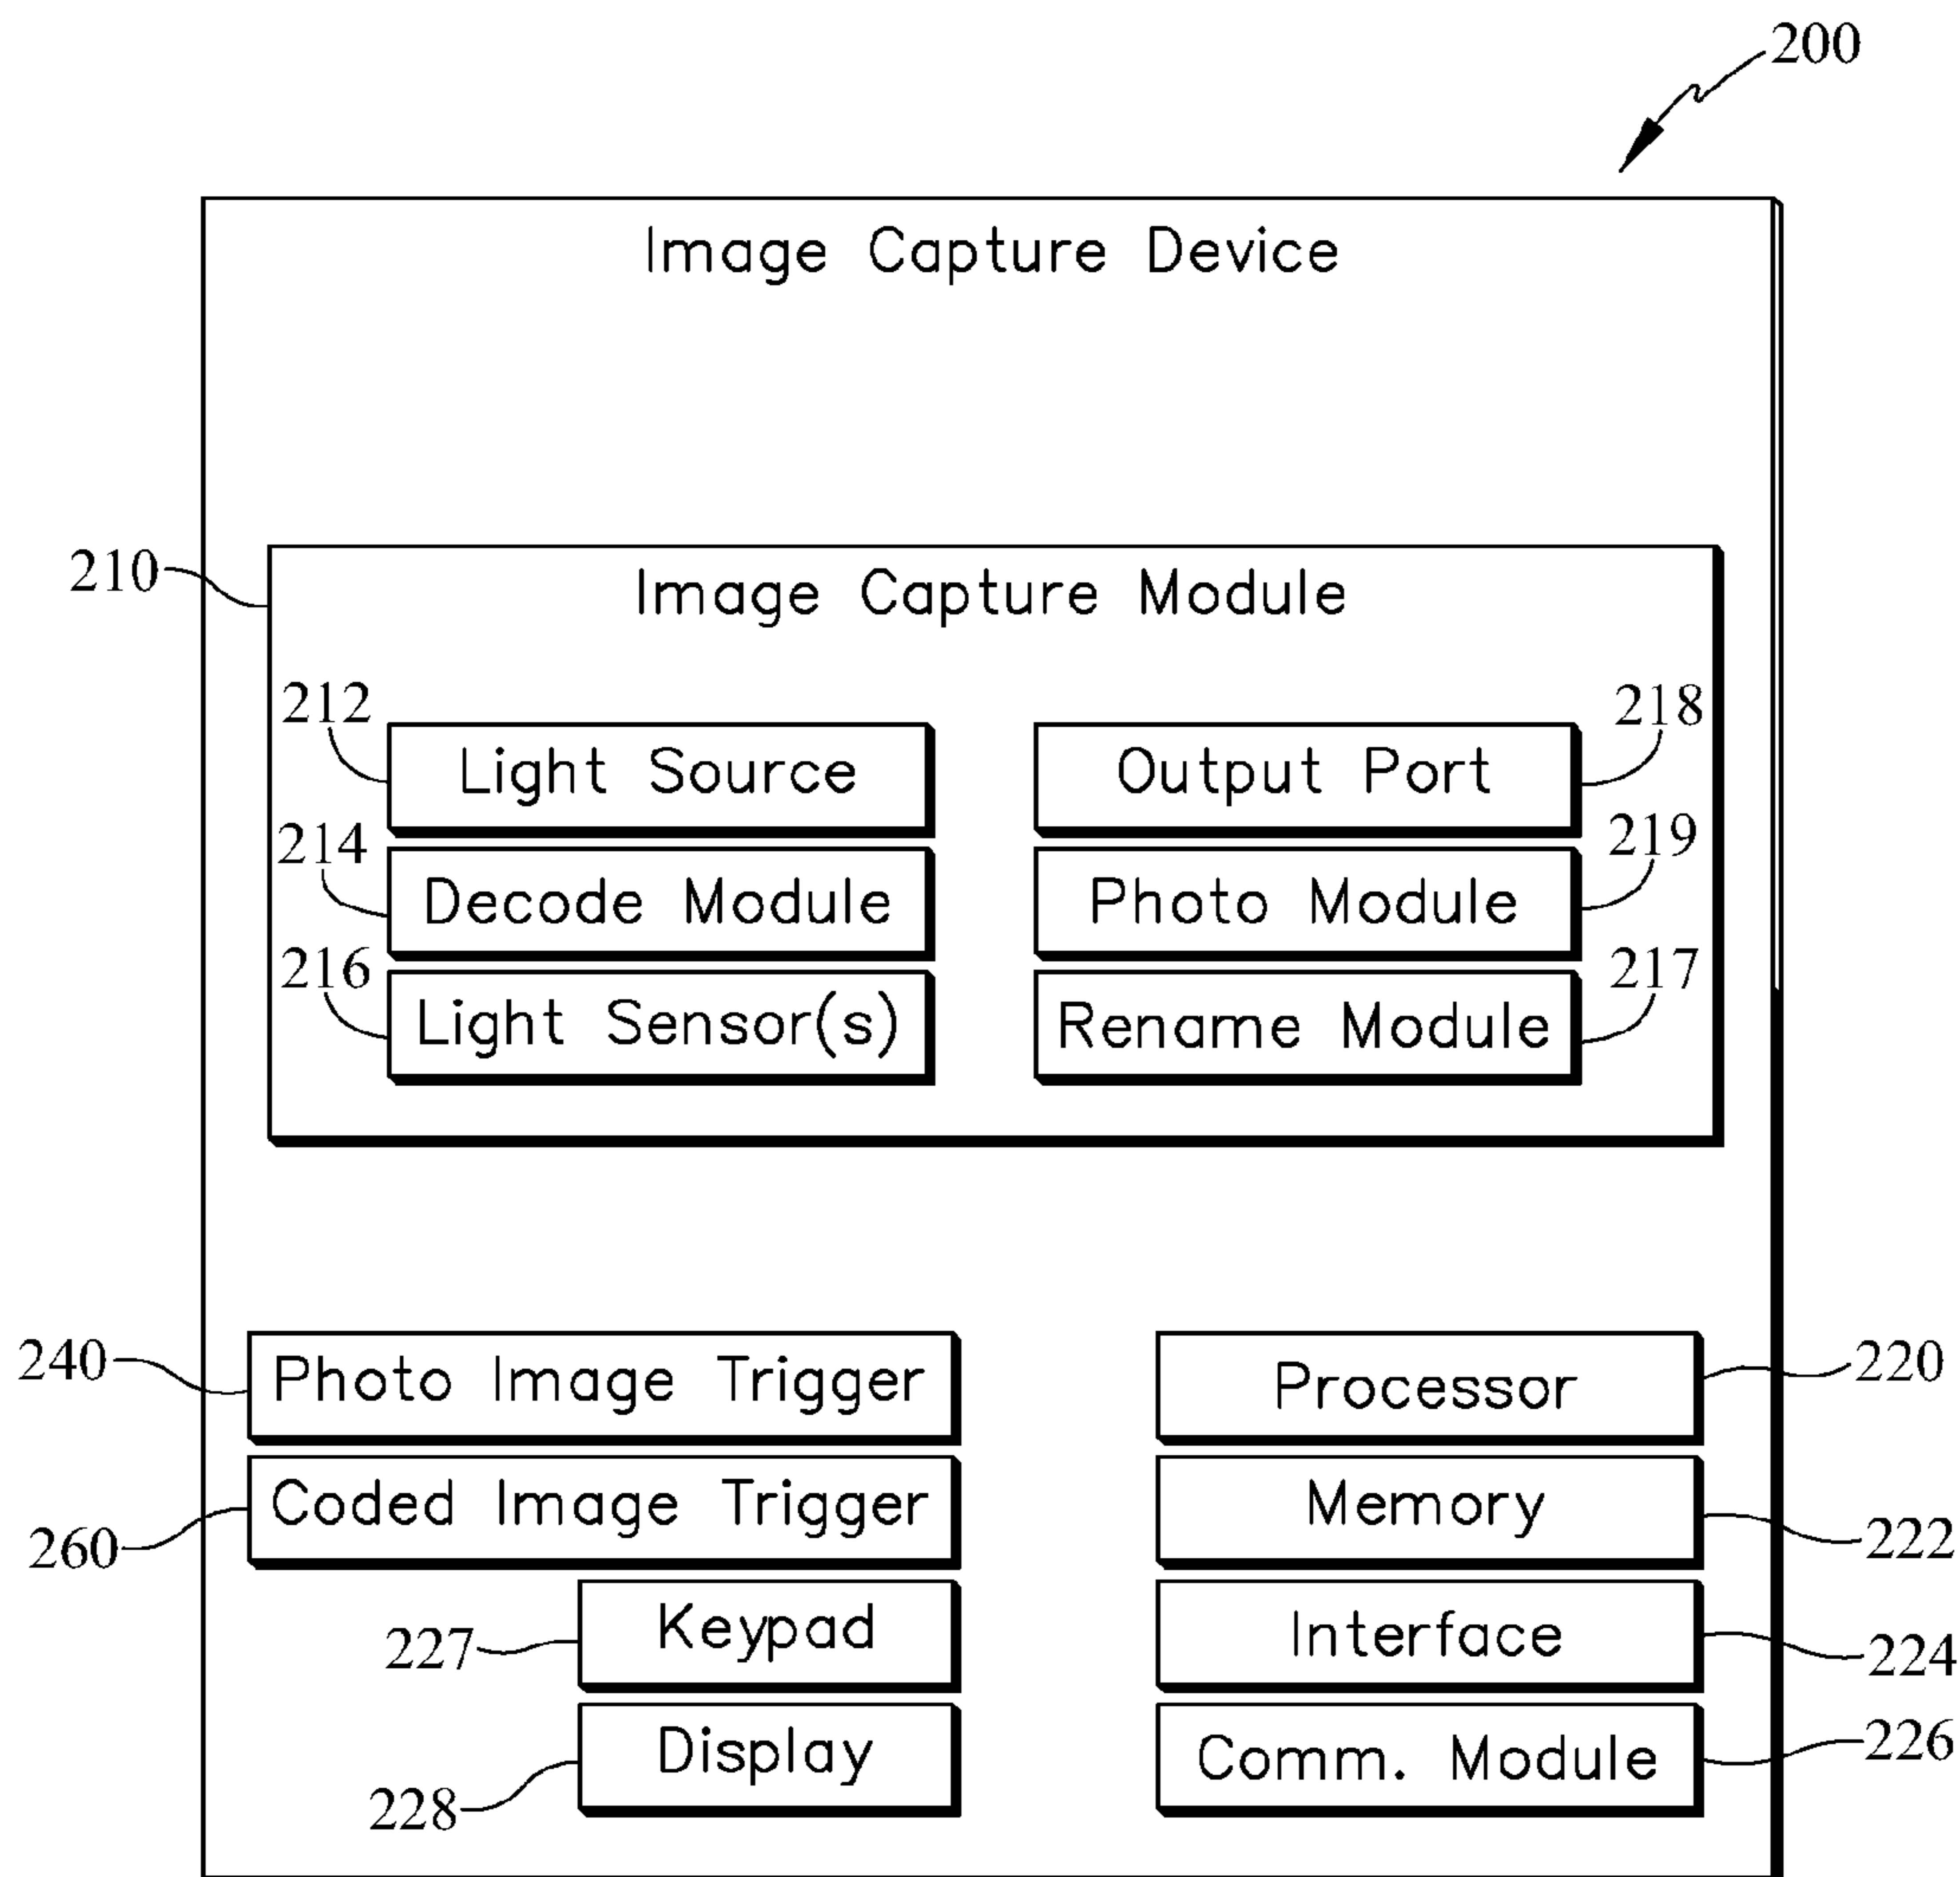 200
Image Capture Device
210
Image Capture Module
212
Light Source
Output Port
218
214
Decode Module
Photo Module
219
216
Light Sensor(s)
Rename Module
217
240
Photo Image Trigger
Processor
220
260
Coded Image Trigger
Memory
222
227
Keypad
Interface
224
228
Display
Comm. Module
226